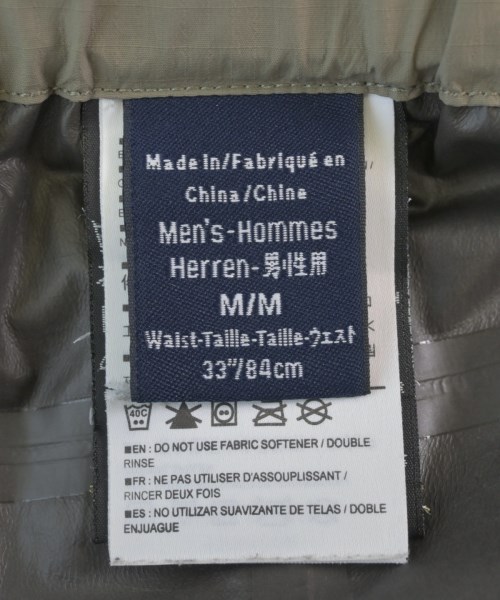 Made in/Fabriqué en
China/Chine
Men's-Hommes
Herren-男性用
M/M
Waist-Taille-Taille-ウェスト
33"/84cm
40C
■EN : DO NOT USE FABRIC SOFTENER / DOUBLE
RINSE
■FR : NE PAS UTILISER D'ASSOUPLISSANT /
RINCER DEUX FOIS
■ES : NO UTILIZAR SUAVIZANTE DE TELAS / DOBLE
ENJUAGUE